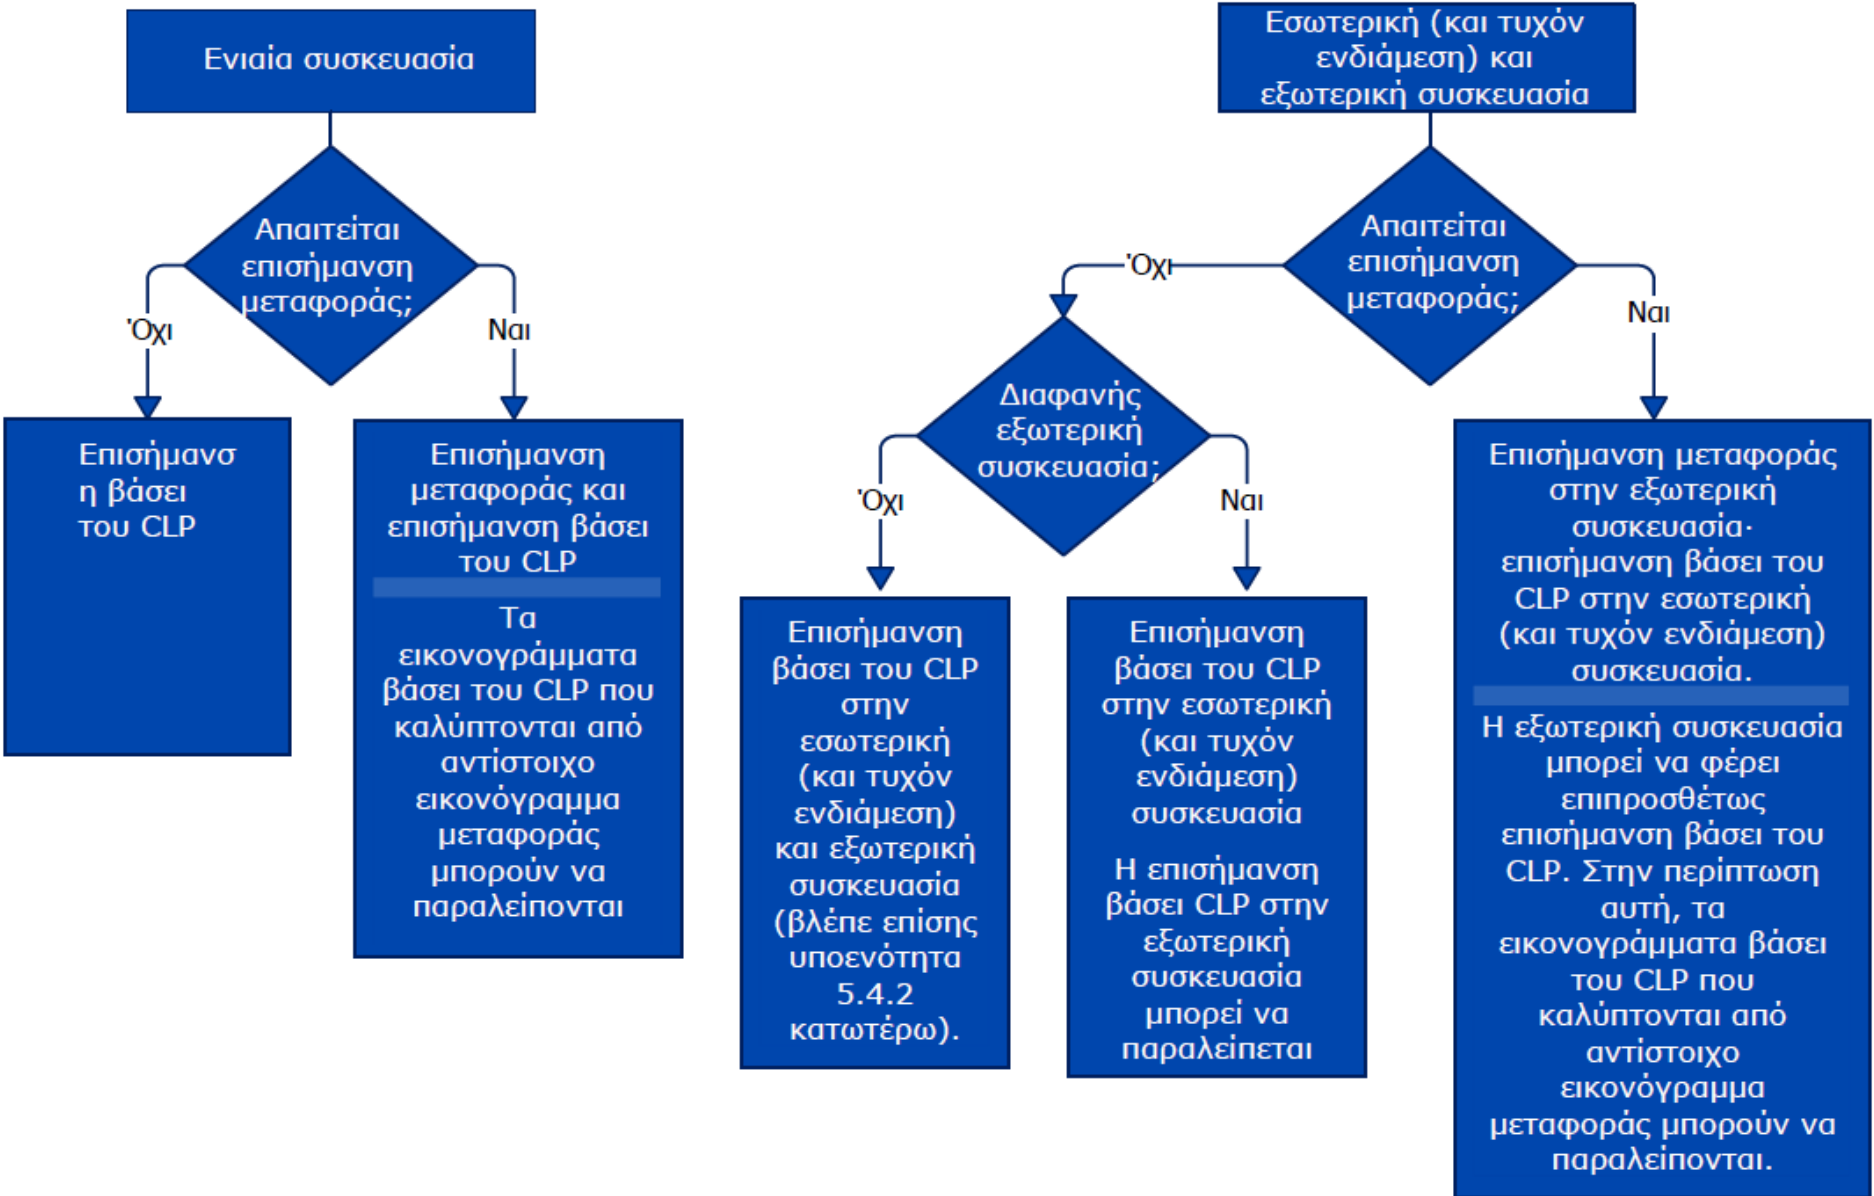 Ενιαία συσκευασία
Απαιτείται
επισήμανση
μεταφοράς;
Όχι
Ναι
Επισήμανσ
η βάσει
του CLP
Επισήμανση
μεταφοράς και
επισήμανση βάσει
του CLP
Τα
εικονογράμματα
βάσει του CLP που
καλύπτονται από
αντίστοιχο
εικονόγραμμα
μεταφοράς
μπορούν να
παραλείπονται
Εσωτερική (και τυχόν
ενδιάμεση) και
εξωτερική συσκευασία
Απαιτείται
επισήμανση
μεταφοράς;
Όχι
Ναι
Διαφανής
εξωτερική
συσκευασία;
Όχι
Ναι
Επισήμανση
βάσει του CLP
στην
εσωτερική
(και τυχόν
ενδιάμεση)
και εξωτερική
συσκευασία
(βλέπε επίσης
υποενότητα
5.4.2
κατωτέρω).
Επισήμανση
βάσει του CLP
στην εσωτερική
(και τυχόν
ενδιάμεση)
συσκευασία
Η επισήμανση
βάσει CLP στην
εξωτερική
συσκευασία
μπορεί να
παραλείπεται
Επισήμανση μεταφοράς
στην εξωτερική
συσκευασία·
επισήμανση βάσει του
CLP στην εσωτερική
(και τυχόν ενδιάμεση)
συσκευασία.
Η εξωτερική συσκευασία
μπορεί να φέρει
επιπροσθέτως
επισήμανση βάσει του
CLP. Στην περίπτωση
αυτή, τα
εικονογράμματα βάσει
του CLP που
καλύπτονται από
αντίστοιχο
εικονόγραμμα
μεταφοράς μπορούν να
παραλείπονται.